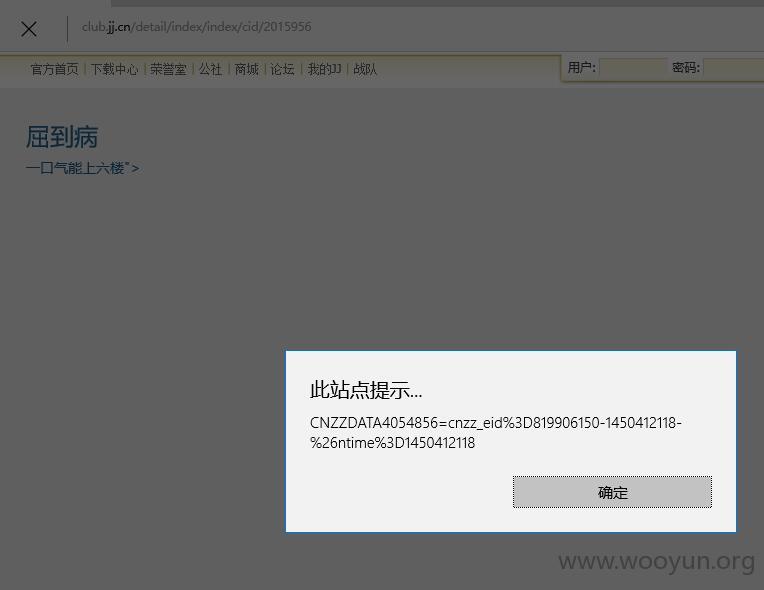 club.jj.cn/detail/index/index/cid/2015956
官方首页 | 下载中心 | 荣誉室 | 公社 | 商城 | 论坛 | 我的JJ | 战队
用户: 密码:
屈到病
一口气能上六楼">
此站点提示...
CNZZDATA4054856=cnzz_eid%3D819906150-1450412118-
%26ntime%3D1450412118
确定
www.wooyun.org